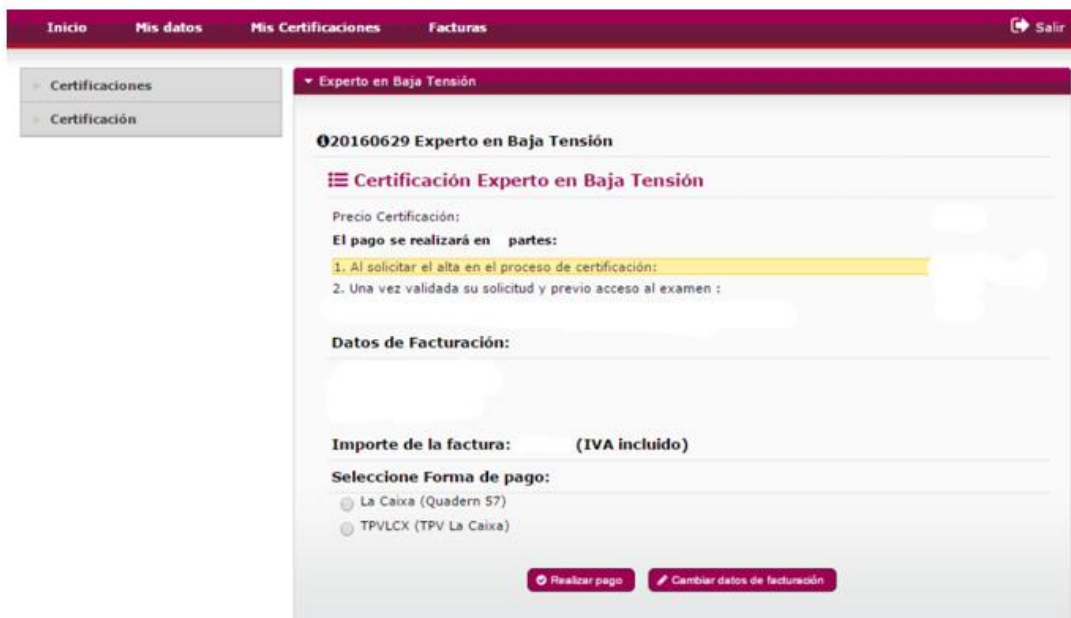 Inicio Mis datos Mis Certificaciones Facturas Salir
Certificaciones
Certificación
Experto en Baja Tensión
20160629 Experto en Baja Tensión
Certificación Experto en Baja Tensión
Precio Certificación:
El pago se realizará en partes:
1. Al solicitar el alta en el proceso de certificación:
2. Una vez validada su solicitud y previo acceso al examen :
Datos de Facturación:
Importe de la factura: (IVA incluido)
Seleccione Forma de pago:
La Caixa (Quadern 57)
TPVLCX (TPV La Caixa)
Realizar pago Cambiar datos de facturación